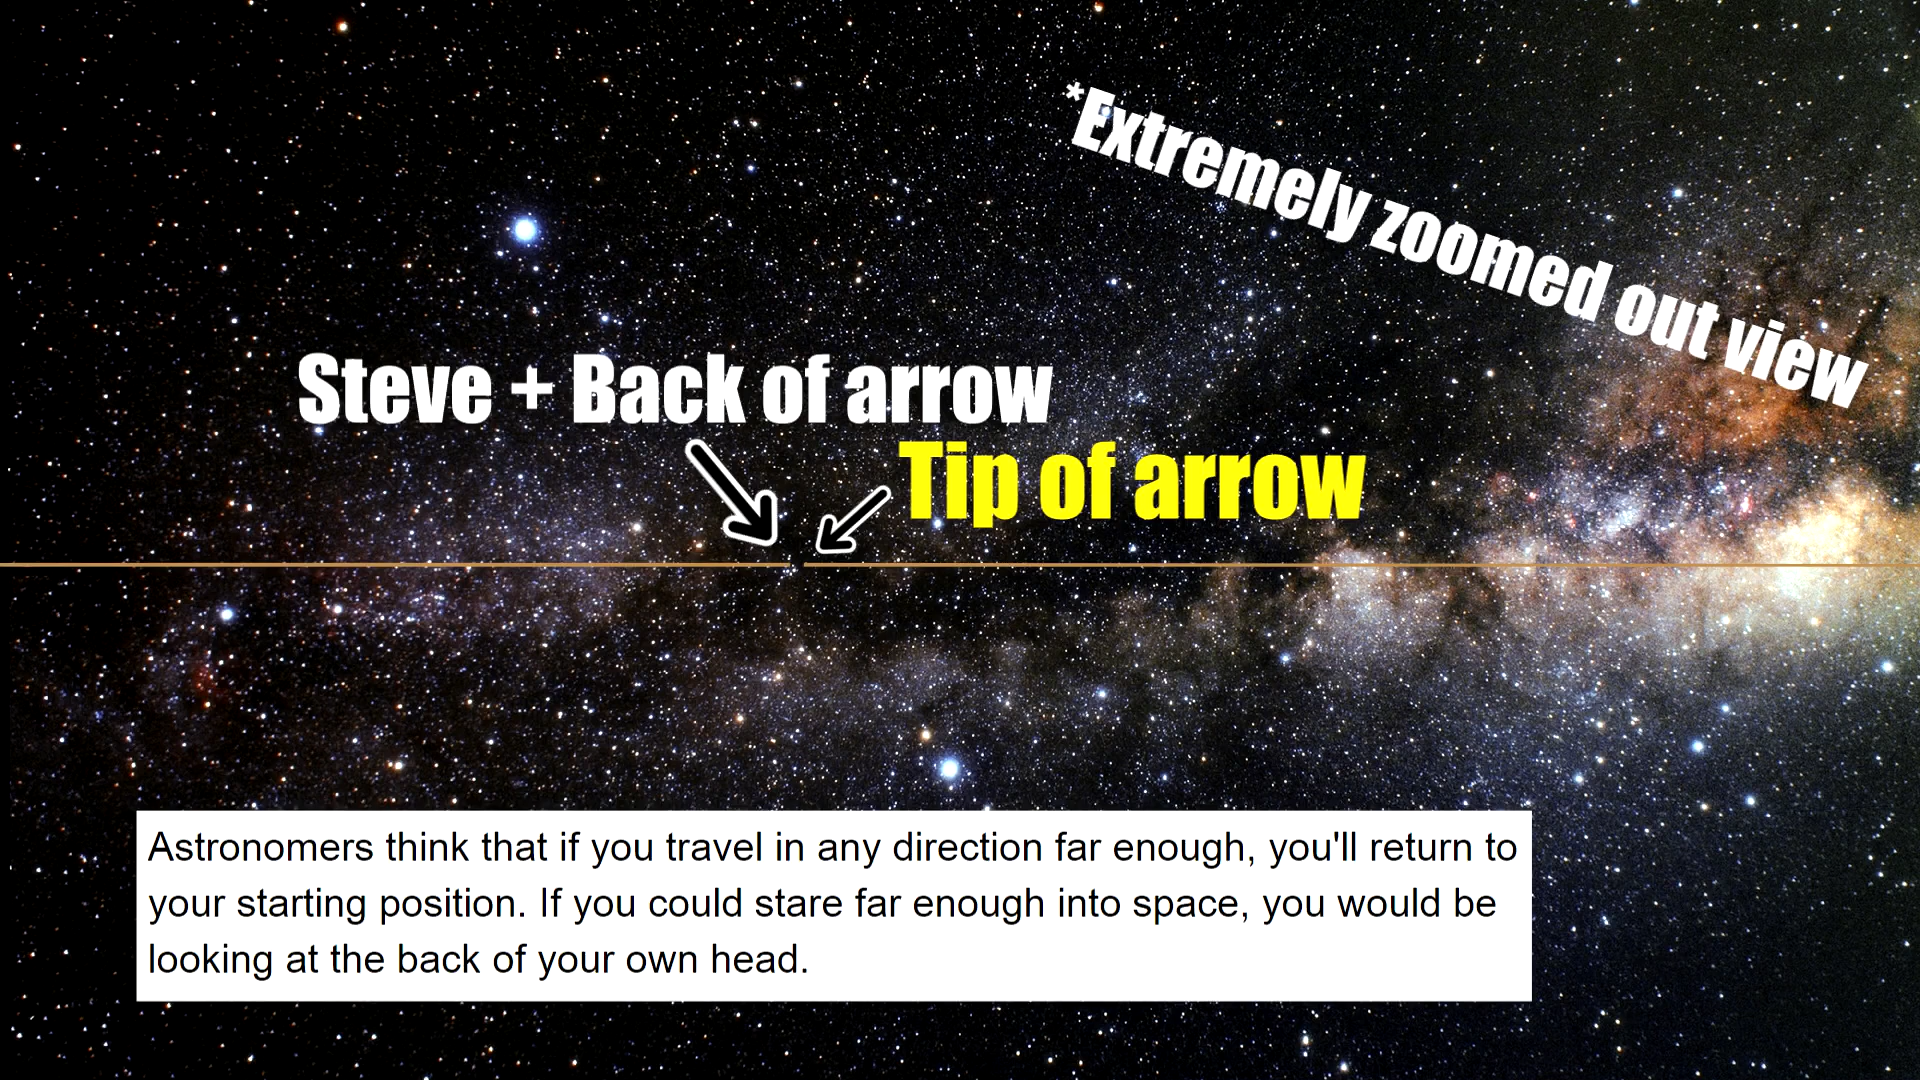 *Extremely zoomed out view
Steve + Back of arrow
Tip of arrow
Astronomers think that if you travel in any direction far enough, you'll return to
your starting position. If you could stare far enough into space, you would be
looking at the back of your own head.